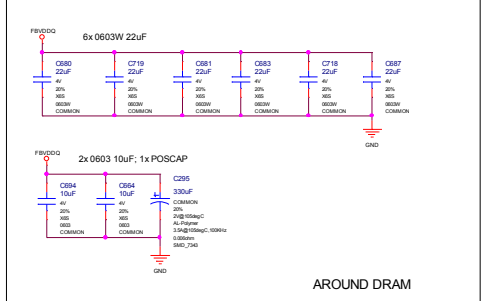 FBVDDQ
6x 0603W 22uF
C680
22uF
4V
20%
X6S
0603W
COMMON
C719
22uF
4V
20%
X6S
0603W
COMMON
C681
22uF
4V
20%
X6S
0603W
COMMON
C683
22uF
4V
20%
X6S
0603W
COMMON
C718
22uF
4V
20%
X6S
0603W
COMMON
C687
22uF
4V
20%
X6S
0603W
COMMON
GND
FBVDDQ
2x 0603 10uF; 1x POSCAP
C694
10uF
4V
20%
X6S
0603
COMMON
C664
10uF
4V
20%
X6S
0603
COMMON
C295
330uF
COMMON
20%
2V@105degC
AL-Polymer
3.5A@105degC,100KHz
0.006ohm
SMD_7343
GND
AROUND DRAM